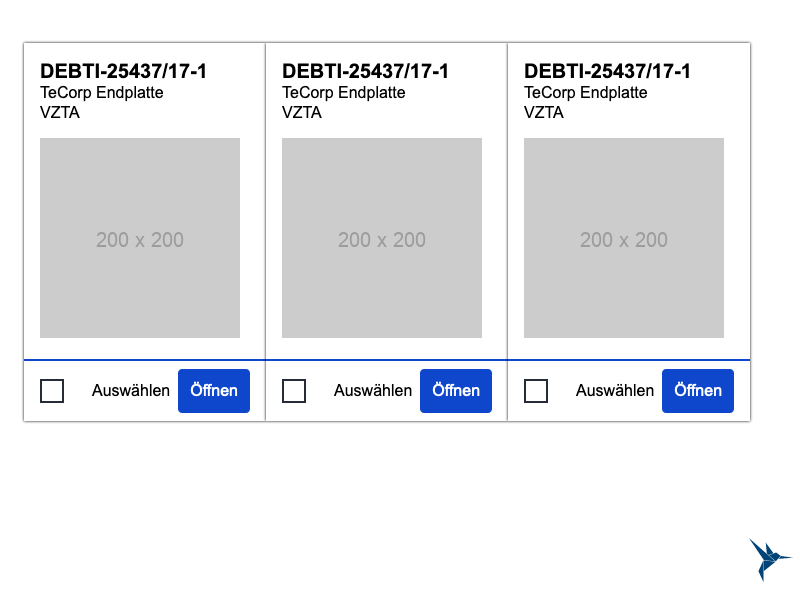 DEBTI-25437/17-1
TeCorp Endplatte
VZTA
200 x 200
Auswählen Öffnen
DEBTI-25437/17-1
TeCorp Endplatte
VZTA
200 x 200
Auswählen Öffnen
DEBTI-25437/17-1
TeCorp Endplatte
VZTA
200 x 200
Auswählen Öffnen